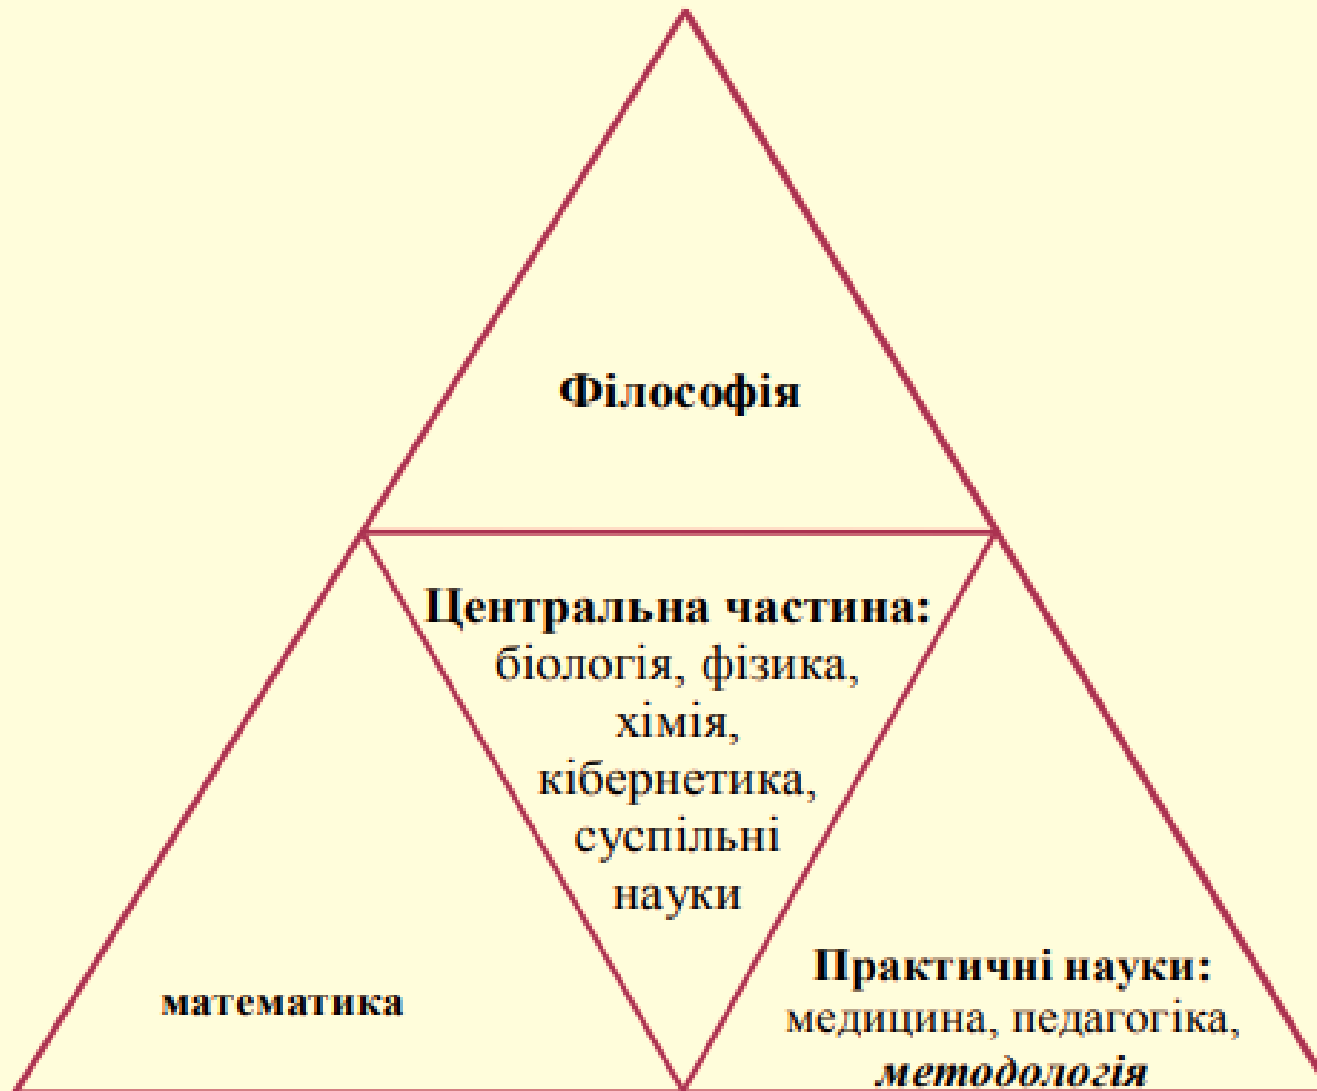 Філософія
Центральна частина:
біологія, фізика,
хімія,
кібернетика,
суспільні
науки
математика
Практичні науки:
медицина, педагогіка,
методологія